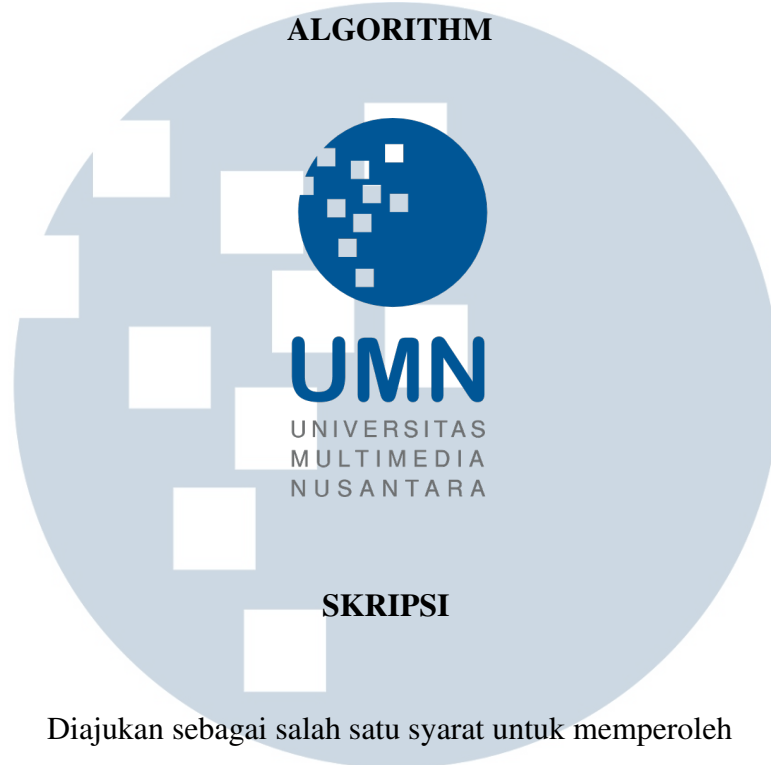 ALGORITHM
UMN
UNIVERSITAS
MULTIMEDIA
NUSANTARA
SKRIPSI
Diajukan sebagai salah satu syarat untuk memperoleh